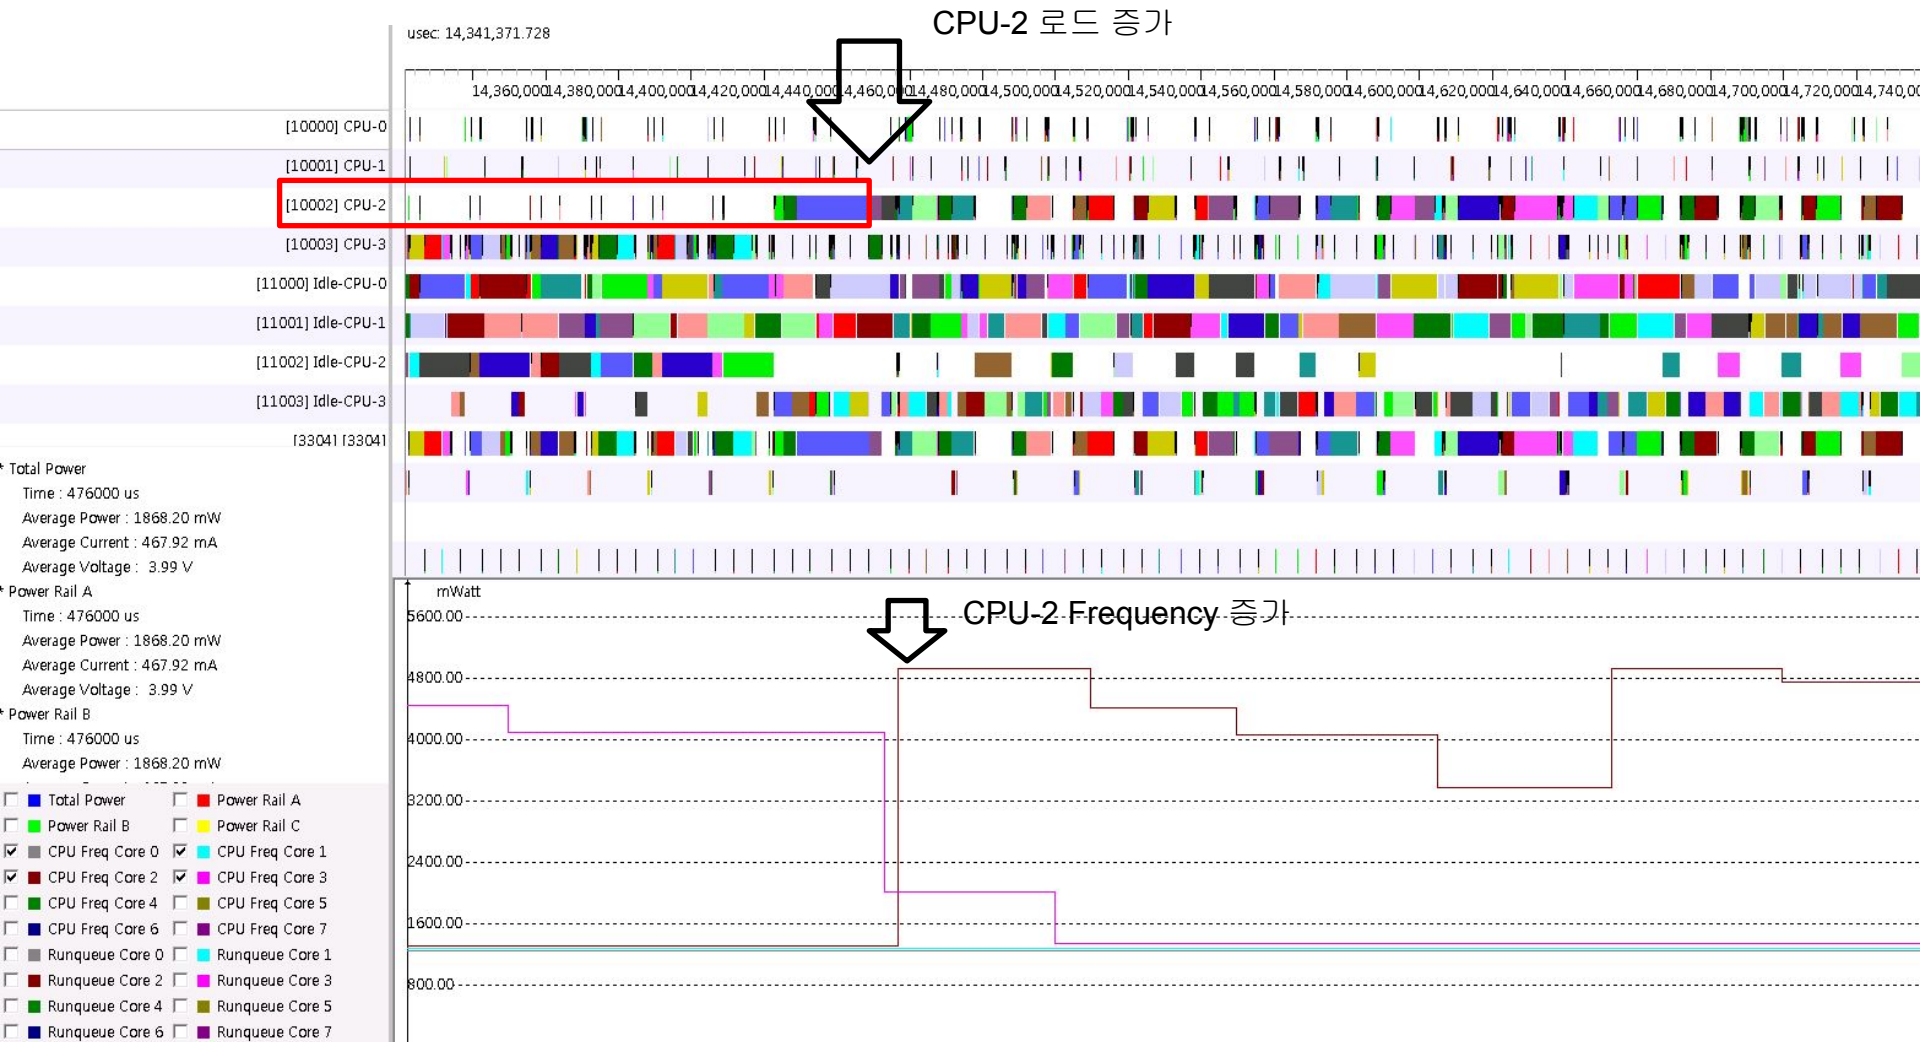 CPU-2 로드 증가
usec: 14,341,371.728
14,360,000 14,380,000 14,400,000 14,420,000 14,440,000 14,460,000 14,480,000 14,500,000 14,520,000 14,540,000 14,560,000 14,580,000 14,600,000 14,620,000 14,640,000 14,660,000 14,680,000 14,700,000 14,720,000 14,740,00
[10000] CPU-0
[10001] CPU-1
[10002] CPU-2
[10003] CPU-3
[11000] Idle-CPU-0
[11001] Idle-CPU-1
[11002] Idle-CPU-2
[11003] Idle-CPU-3
[3304] [3304]
* Total Power
Time : 476000 us
Average Power : 1868.20 mW
Average Current : 467.92 mA
Average Voltage : 3.99 V
* Power Rail A
Time : 476000 us
Average Power : 1868.20 mW
Average Current : 467.92 mA
Average Voltage : 3.99 V
* Power Rail B
Time : 476000 us
Average Power : 1868.20 mW
Total Power
Power Rail A
Power Rail B
Power Rail C
CPU Freq Core 0
CPU Freq Core 1
CPU Freq Core 2
CPU Freq Core 3
CPU Freq Core 4
CPU Freq Core 5
CPU Freq Core 6
CPU Freq Core 7
Runqueue Core 0
Runqueue Core 1
Runqueue Core 2
Runqueue Core 3
Runqueue Core 4
Runqueue Core 5
Runqueue Core 6
Runqueue Core 7
mWatt
CPU-2 Frequency 증가
5600.00
4800.00
4000.00
3200.00
2400.00
1600.00
800.00